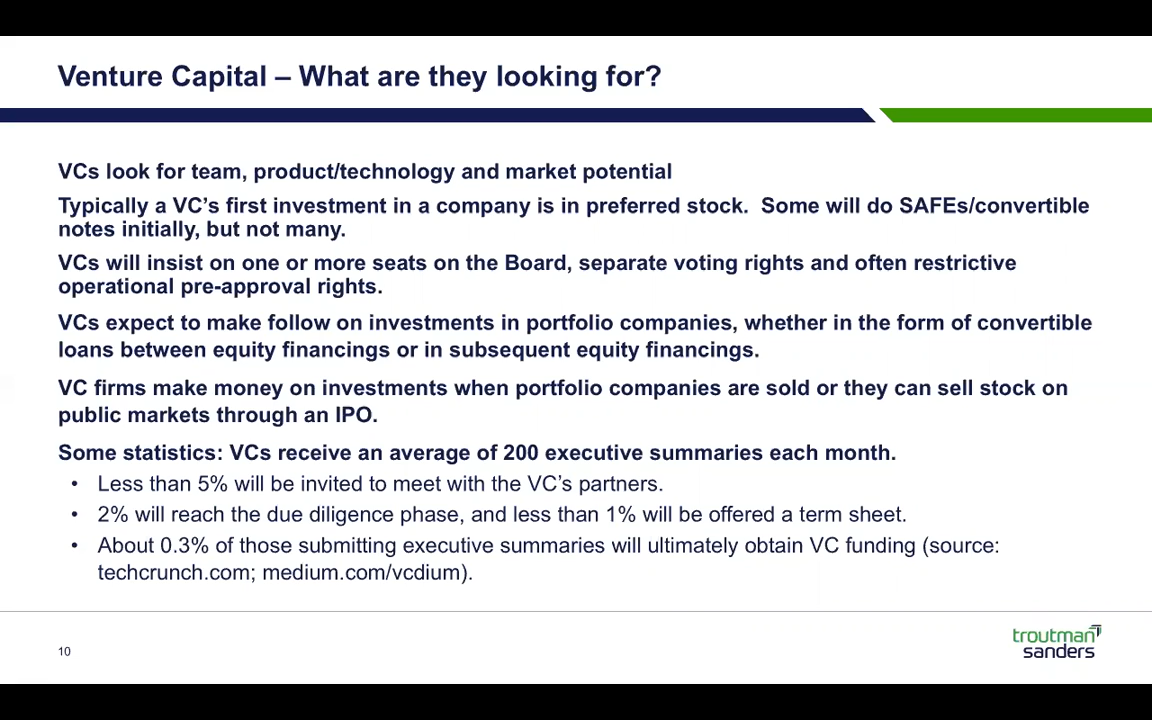 Venture Capital – What are they looking for?
VCs look for team, product/technology and market potential
Typically a VC’s first investment in a company is in preferred stock.  Some will do SAFEs/convertible
notes initially, but not many.
VCs will insist on one or more seats on the Board, separate voting rights and often restrictive
operational pre-approval rights.
VCs expect to make follow on investments in portfolio companies, whether in the form of convertible
loans between equity financings or in subsequent equity financings.
VC firms make money on investments when portfolio companies are sold or they can sell stock on
public markets through an IPO.
Some statistics: VCs receive an average of 200 executive summaries each month.
• Less than 5% will be invited to meet with the VC’s partners.
• 2% will reach the due diligence phase, and less than 1% will be offered a term sheet.
• About 0.3% of those submitting executive summaries will ultimately obtain VC funding (source:
techcrunch.com; medium.com/vcdium).
10
troutman
sanders